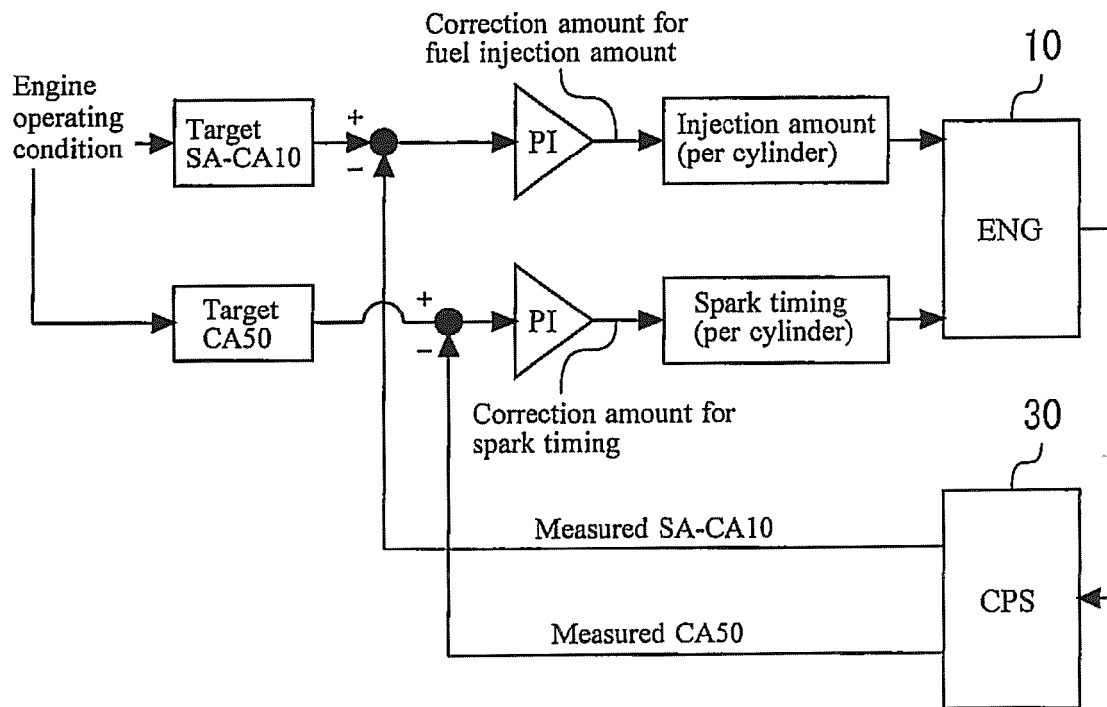 Correction amount for
fuel injection amount
10
Engine
operating
condition
Target
SA-CA10
+
−
PI
Injection amount
(per cylinder)
ENG
Target
CA50
+
−
PI
Spark timing
(per cylinder)
Correction amount for
spark timing
30
Measured SA-CA10
CPS
Measured CA50